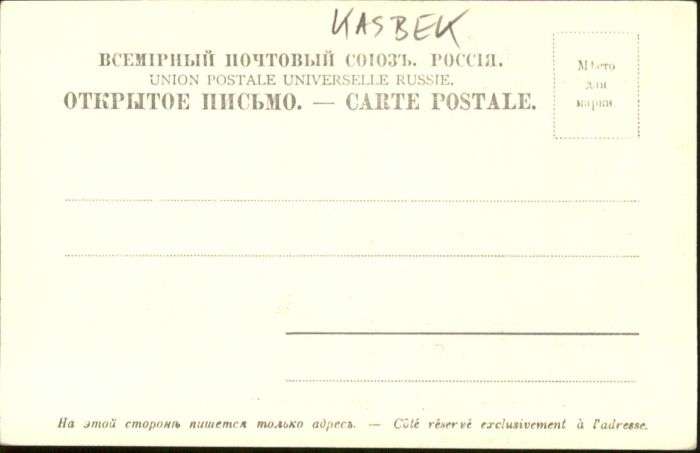 KASBEK
ВСЕМІРНЫЙ ПОЧТОВЫЙ СОЮЗЪ. РОССІЯ.
UNION POSTALE UNIVERSELLE RUSSIE.
ОТКРЫТОЕ ПИСЬМО. — CARTE POSTALE.
Мѣсто
для
марки.
На этой сторонѣ пишется только адресъ. — Côté réservé exclusivement à l'adresse.